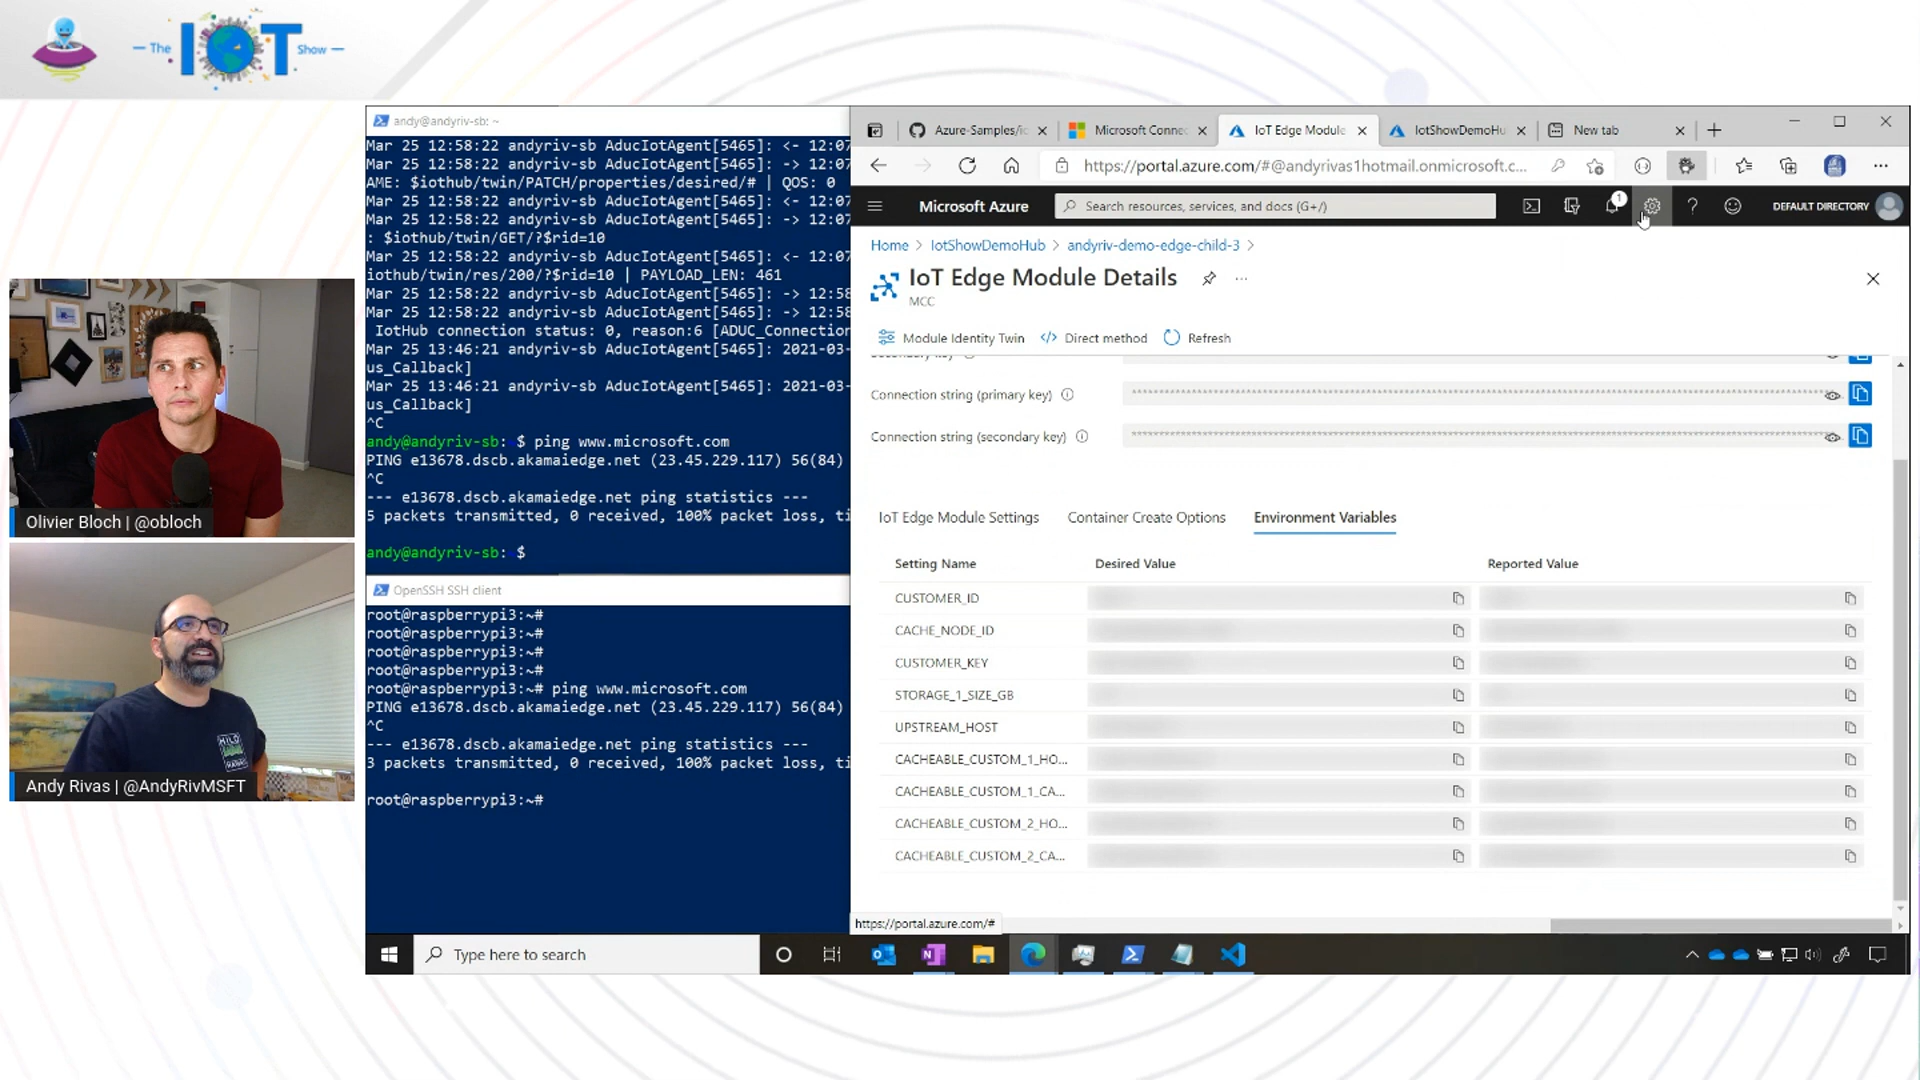 The IOT Show
andy@andyriv-sb: ~
Mar 25 12:58:22 andyriv-sb AducIotAgent[5465]: <- 12:07
Mar 25 12:58:22 andyriv-sb AducIotAgent[5465]: -> 12:07
AME: $iothub/twin/PATCH/properties/desired/# | QOS: 0
Mar 25 12:58:22 andyriv-sb AducIotAgent[5465]: <- 12:07
Mar 25 12:58:22 andyriv-sb AducIotAgent[5465]: -> 12:07
: $iothub/twin/GET/?$rid=10
Mar 25 12:58:22 andyriv-sb AducIotAgent[5465]: <- 12:07
iothub/twin/res/200/?$rid=10 | PAYLOAD_LEN: 461
Mar 25 12:58:22 andyriv-sb AducIotAgent[5465]: -> 12:58
Mar 25 12:58:22 andyriv-sb AducIotAgent[5465]: -> 12:58
IotHub connection status: 0, reason:6 [ADUC_Connection
Mar 25 13:46:21 andyriv-sb AducIotAgent[5465]: 2021-03-
us_Callback]
Mar 25 13:46:21 andyriv-sb AducIotAgent[5465]: 2021-03-
us_Callback]
^C
andy@andyriv-sb:~$ ping www.microsoft.com
PING e13678.dscb.akamaiedge.net (23.45.229.117) 56(84)
^C
--- e13678.dscb.akamaiedge.net ping statistics ---
5 packets transmitted, 0 received, 100% packet loss, ti
andy@andyriv-sb:~$
OpenSSH SSH client
root@raspberrypi3:~#
root@raspberrypi3:~#
root@raspberrypi3:~#
root@raspberrypi3:~#
root@raspberrypi3:~# ping www.microsoft.com
PING e13678.dscb.akamaiedge.net (23.45.229.117) 56(84)
^C
--- e13678.dscb.akamaiedge.net ping statistics ---
3 packets transmitted, 0 received, 100% packet loss, ti
root@raspberrypi3:~#
Azure-Samples/ic
Microsoft Connec
IoT Edge Module
IotShowDemoHu
New tab
https://portal.azure.com/#@andyrivas1hotmail.onmicrosoft.c...
Microsoft Azure
Search resources, services, and docs (G+/)
1
DEFAULT DIRECTORY
Home > IotShowDemoHub > andyriv-demo-edge-child-3 >
IoT Edge Module Details
MCC
Module Identity Twin
Direct method
Refresh
Secondary key
Connection string (primary key)
Connection string (secondary key)
IoT Edge Module Settings
Container Create Options
Environment Variables
Setting Name
Desired Value
Reported Value
CUSTOMER_ID
CACHE_NODE_ID
CUSTOMER_KEY
STORAGE_1_SIZE_GB
UPSTREAM_HOST
CACHEABLE_CUSTOM_1_HO...
CACHEABLE_CUSTOM_1_CA...
CACHEABLE_CUSTOM_2_HO...
CACHEABLE_CUSTOM_2_CA...
https://portal.azure.com/#
Type here to search
Olivier Bloch | @obloch
HILO
Andy Rivas | @AndyRivMSFT